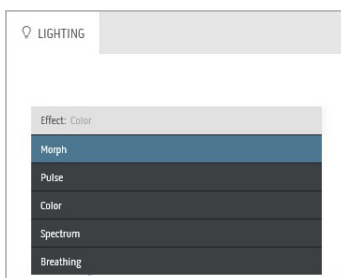 LIGHTING
Effect: Color
Morph
Pulse
Color
Spectrum
Breathing